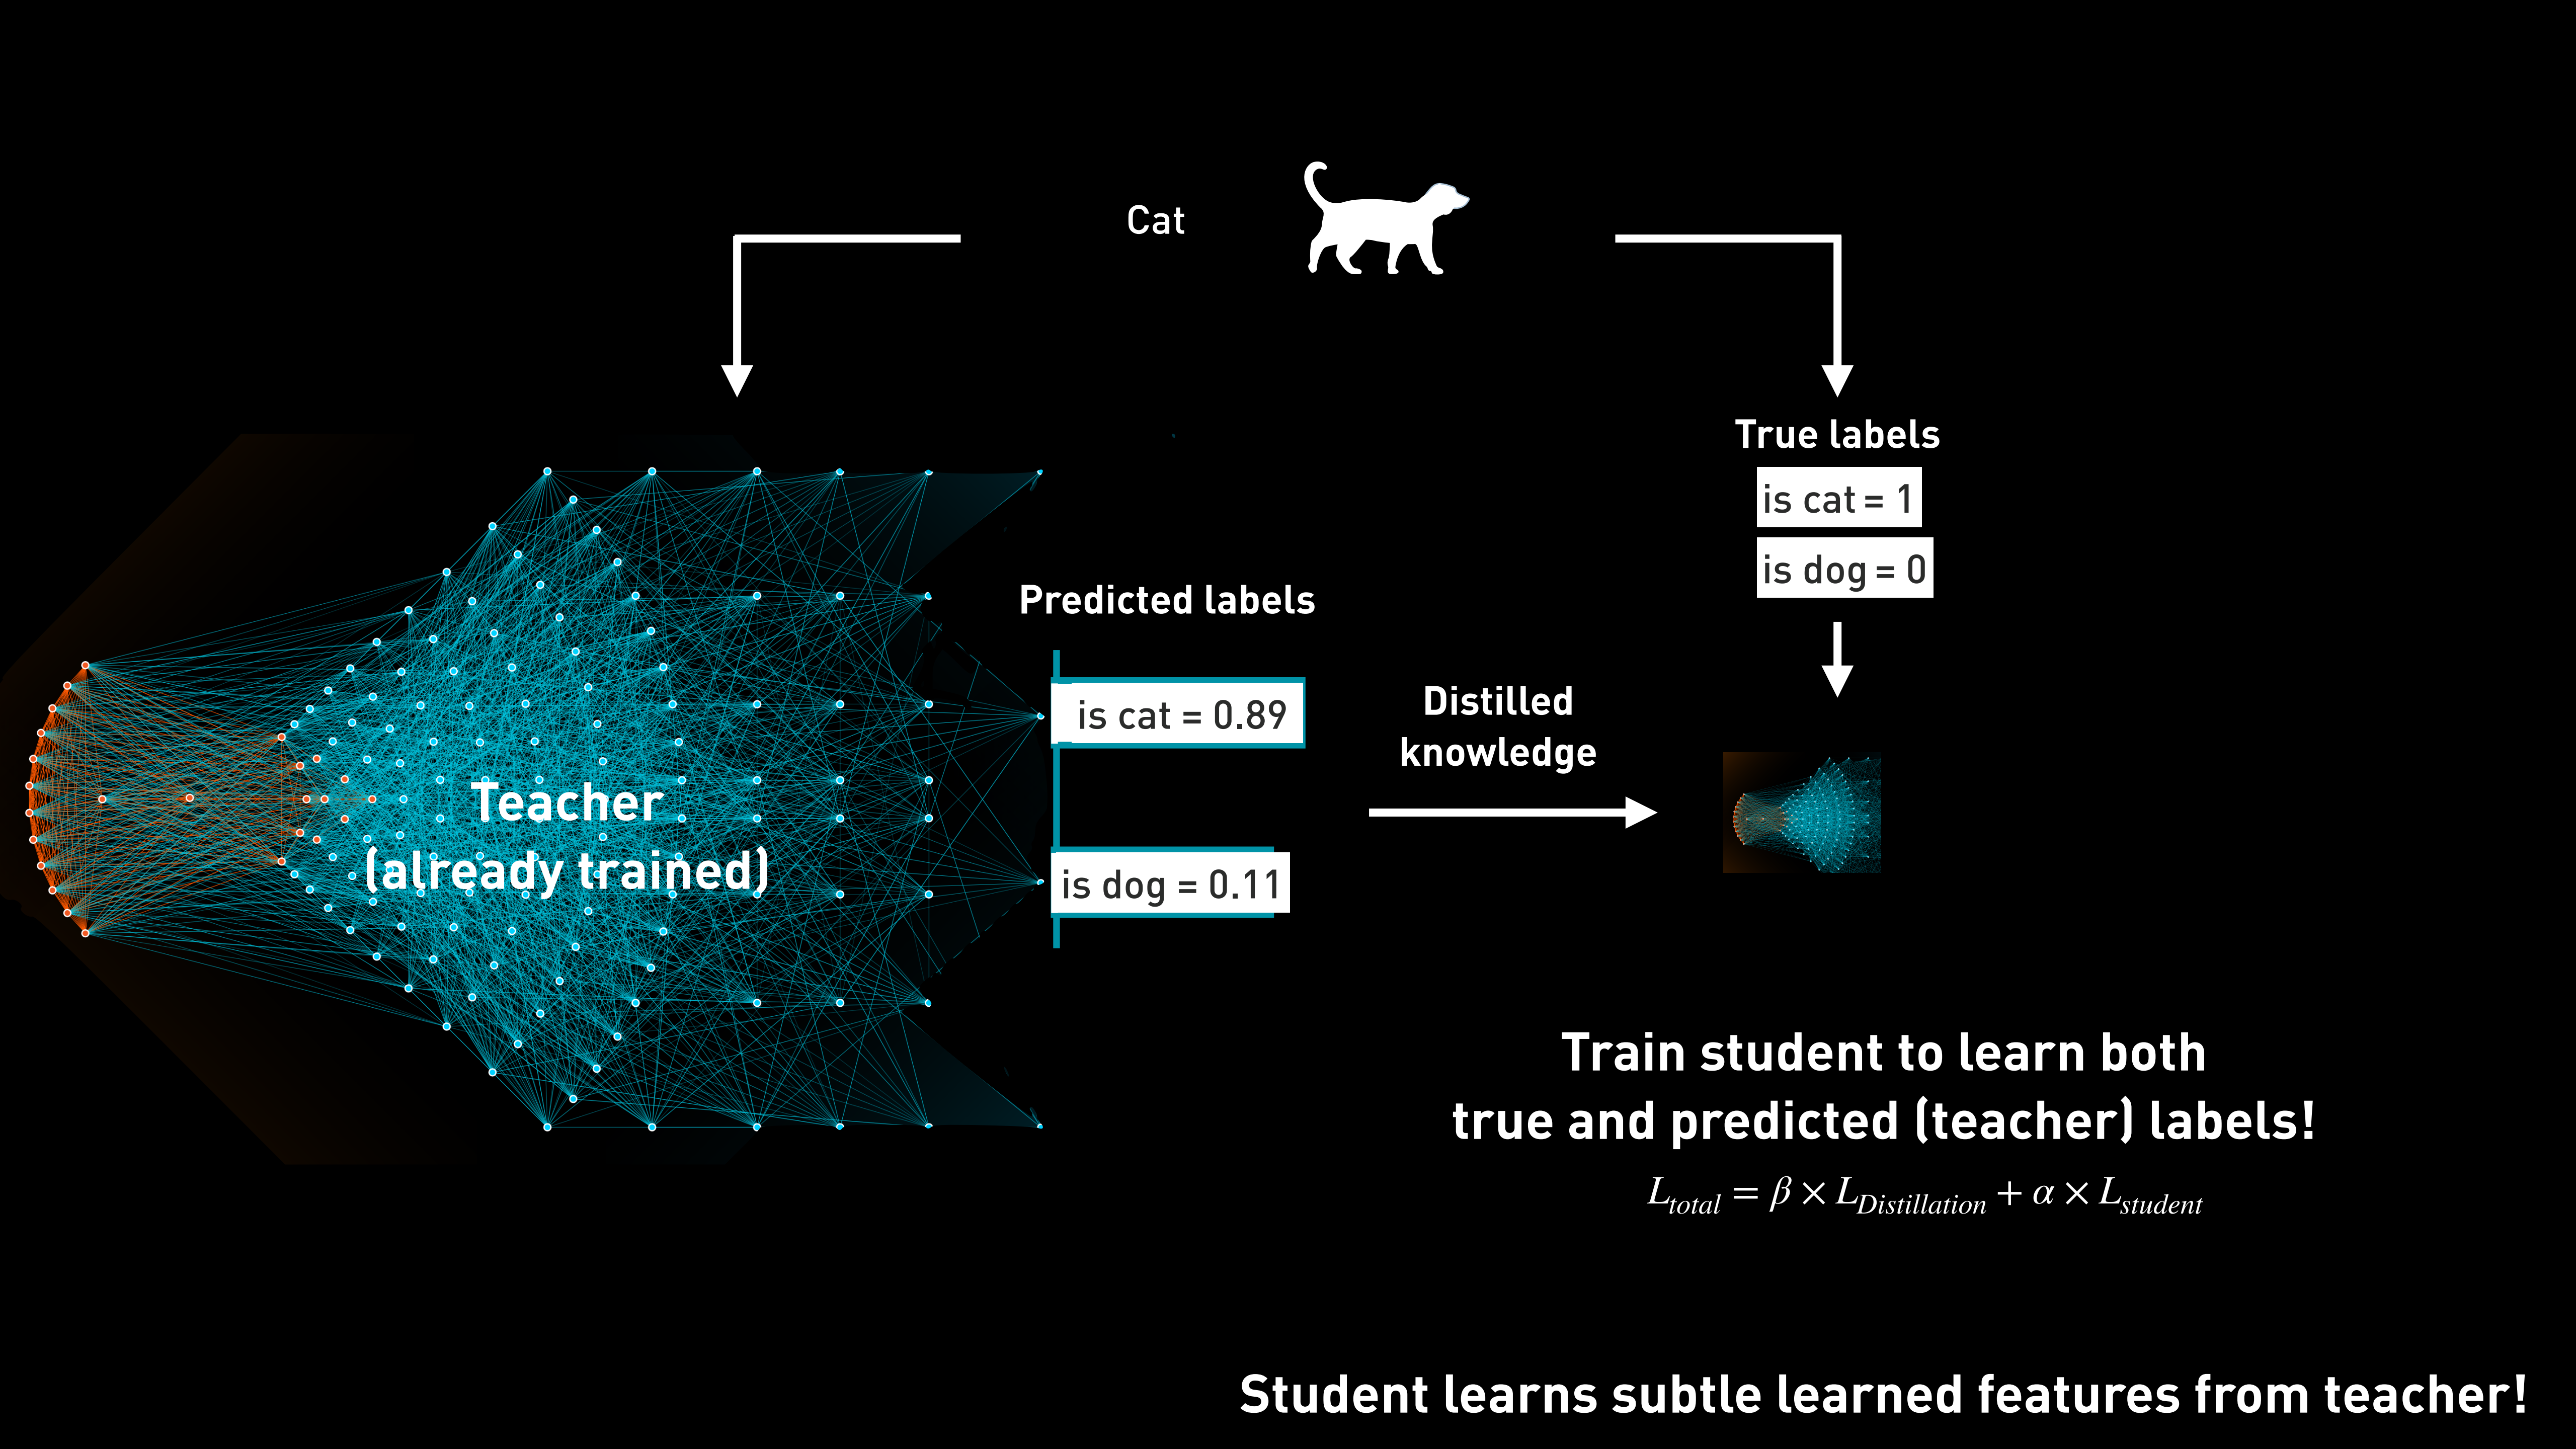 Cat
True labels
is cat = 1
is dog = 0
Predicted labels
is cat = 0.89
is dog = 0.11
Teacher
(already trained)
Distilled
knowledge
Train student to learn both
true and predicted (teacher) labels!
L_total = β × L_Distillation + α × L_student
Student learns subtle learned features from teacher!